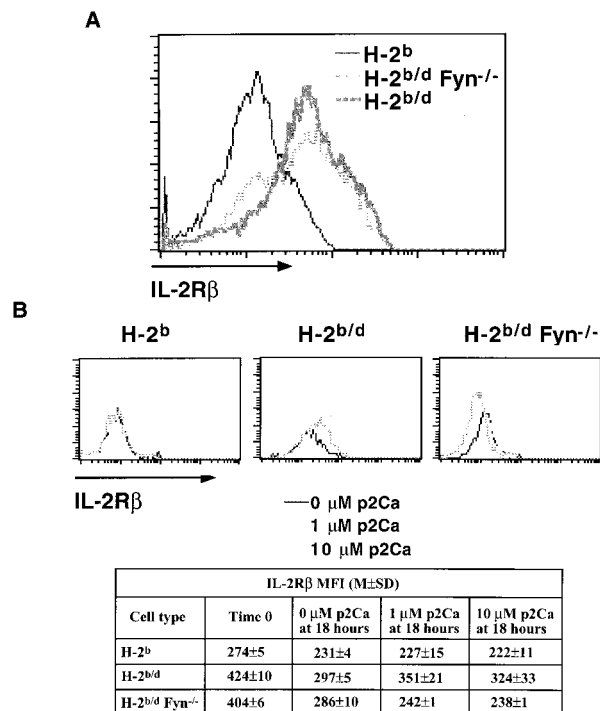 A
H-2b
H-2b/d Fyn-/-
H-2b/d
IL-2Rβ
B
H-2b H-2b/d H-2b/d Fyn-/-
IL-2Rβ
0 μM p2Ca
1 μM p2Ca
10 μM p2Ca
IL-2Rβ MFI (M±SD)
Cell type Time 0 0 μM p2Ca at 18 hours 1 μM p2Ca at 18 hours 10 μM p2Ca at 18 hours
H-2b 274±5 231±4 227±15 222±11
H-2b/d 424±10 297±5 351±21 324±33
H-2b/d Fyn-/- 404±6 286±10 242±1 238±1